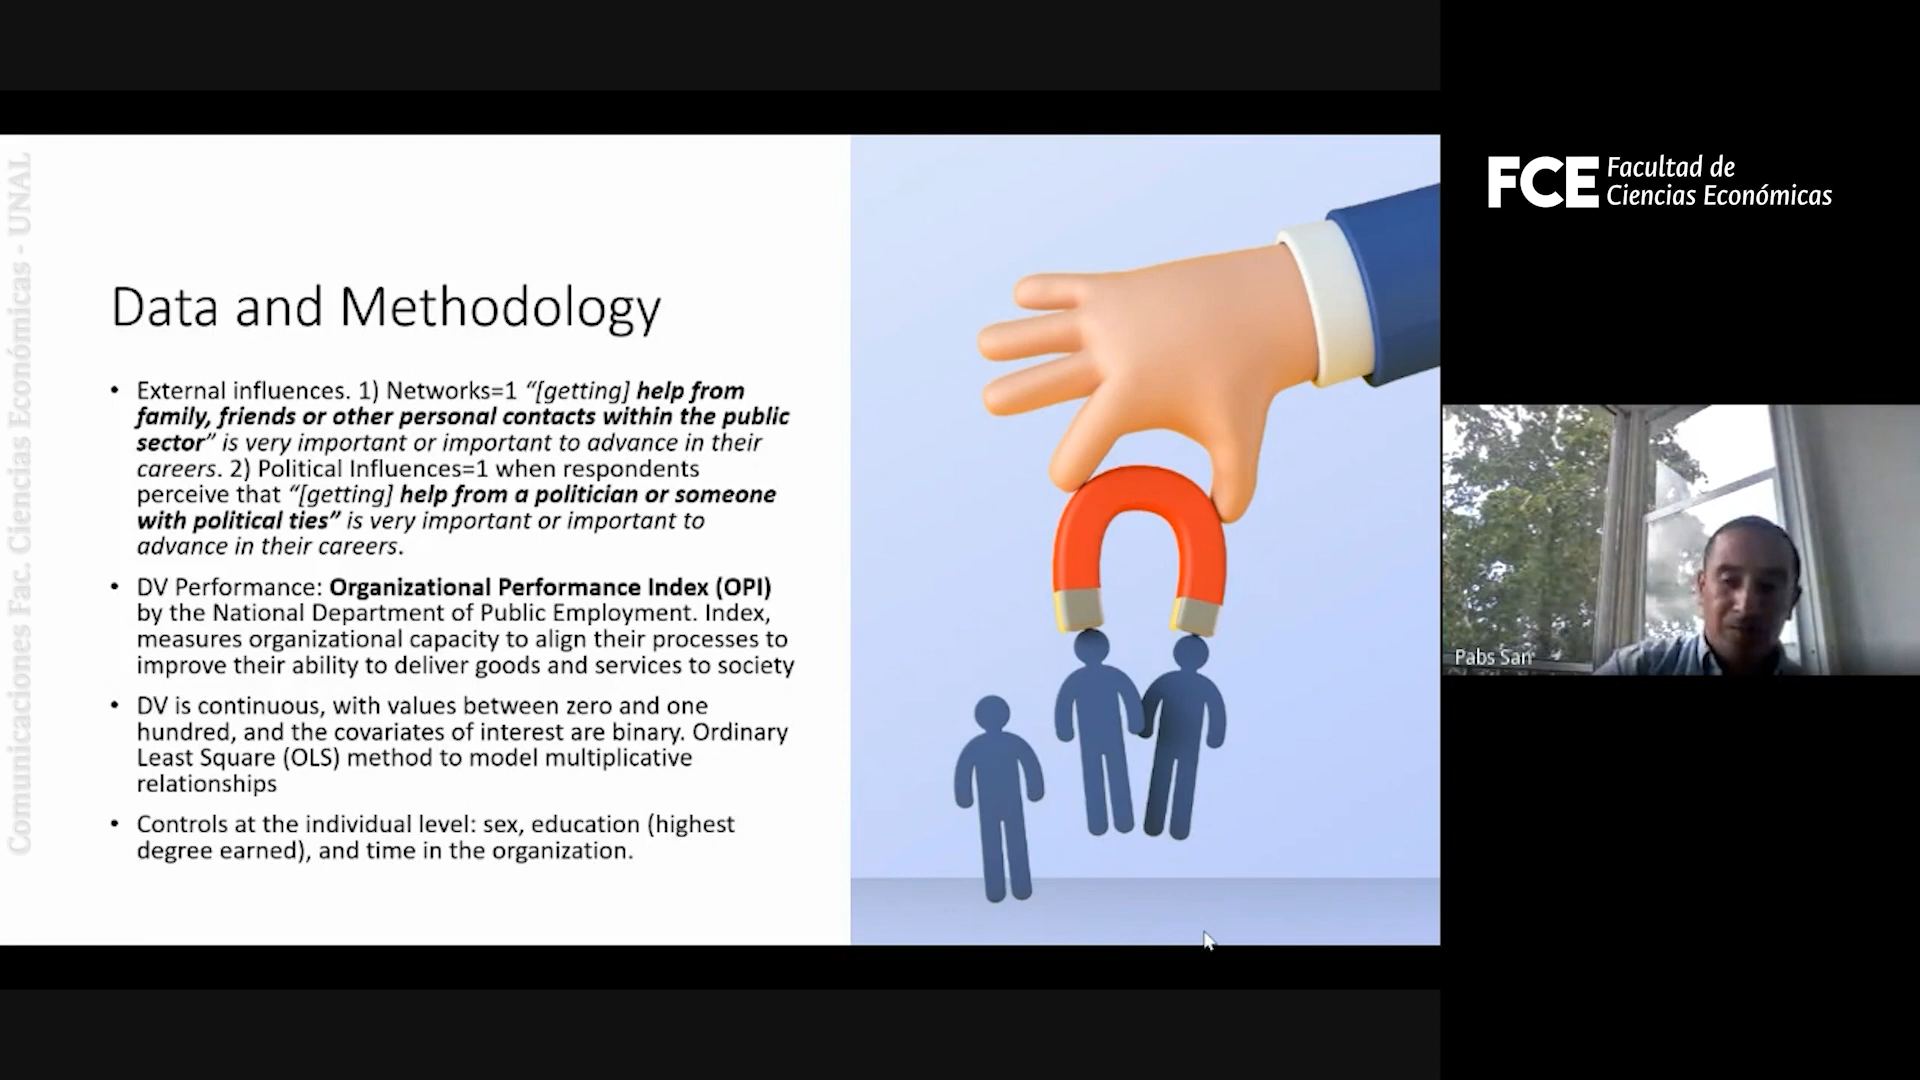 Comunicaciones Fac. Ciencias Económicas - UNAL
Data and Methodology
• External influences. 1) Networks=1 “[getting] help from
family, friends or other personal contacts within the public
sector” is very important or important to advance in their
careers. 2) Political Influences=1 when respondents
perceive that “[getting] help from a politician or someone
with political ties” is very important or important to
advance in their careers.
• DV Performance: Organizational Performance Index (OPI)
by the National Department of Public Employment. Index,
measures organizational capacity to align their processes to
improve their ability to deliver goods and services to society
• DV is continuous, with values between zero and one
hundred, and the covariates of interest are binary. Ordinary
Least Square (OLS) method to model multiplicative
relationships
• Controls at the individual level: sex, education (highest
degree earned), and time in the organization.
FCE Facultad de
Ciencias Económicas
Pabs San